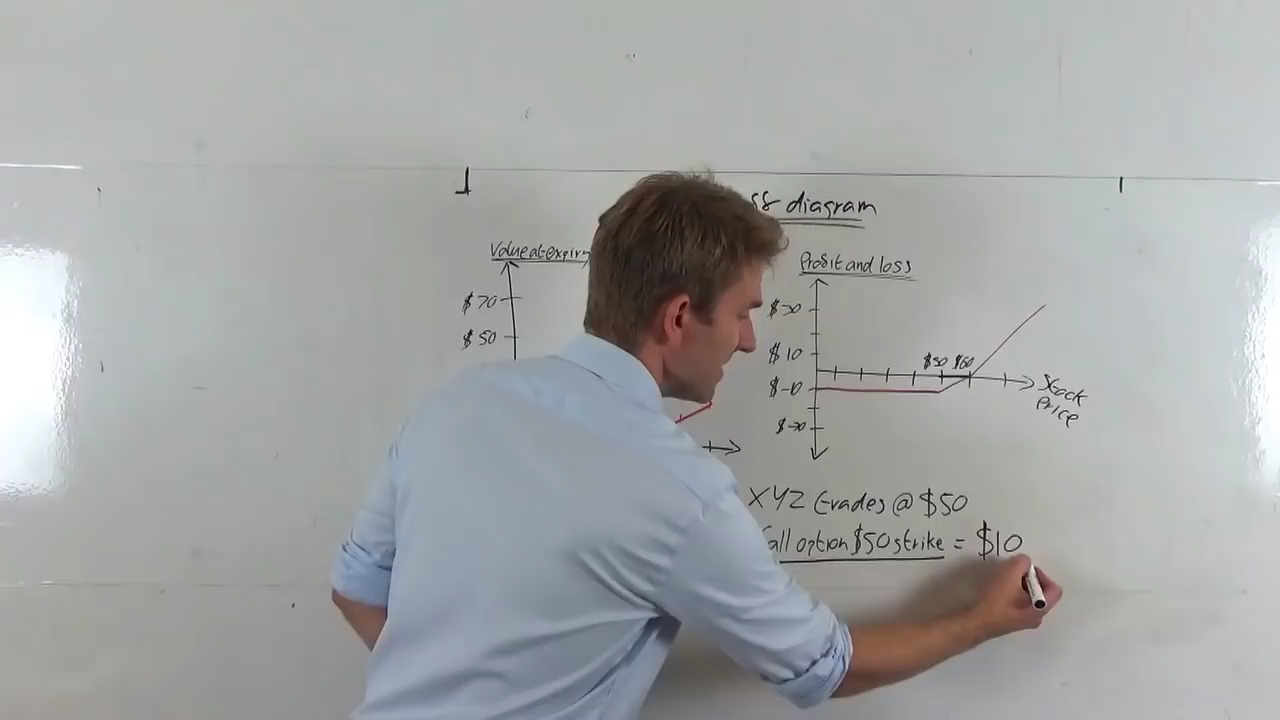 ss diagram
Value at expiry
$70
$50
Profit and loss
$30
$10
$-10
$-30
$50 $60
Stock
Price
XYZ trades @ $50
Call option $50 strike = $10